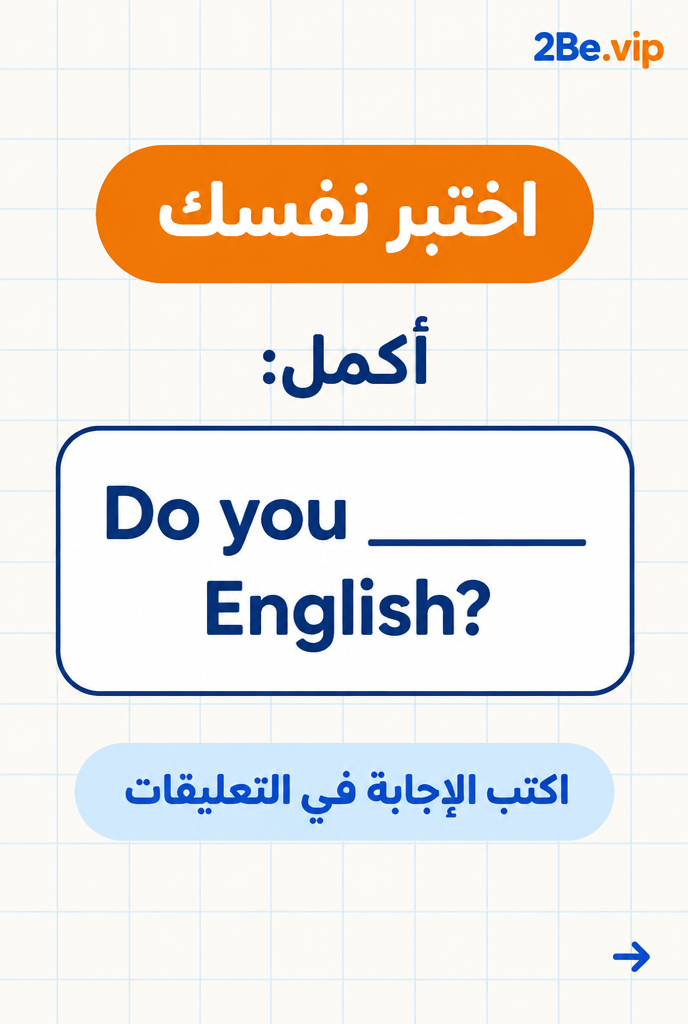 2Be.vip
اختبر نفسك
أكمل:
Do you ______
English?
اكتب الإجابة في التعليقات
→